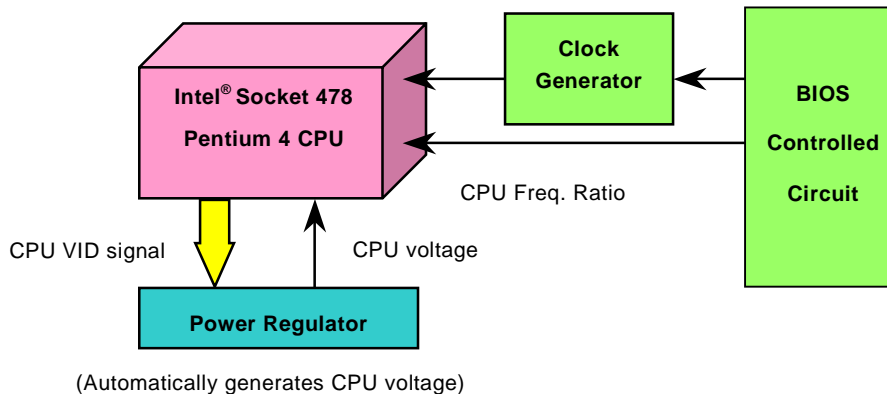 Clock
Generator
Intel® Socket 478
Pentium 4 CPU
BIOS
Controlled
Circuit
CPU Freq. Ratio
CPU VID signal
CPU voltage
Power Regulator
(Automatically generates CPU voltage)